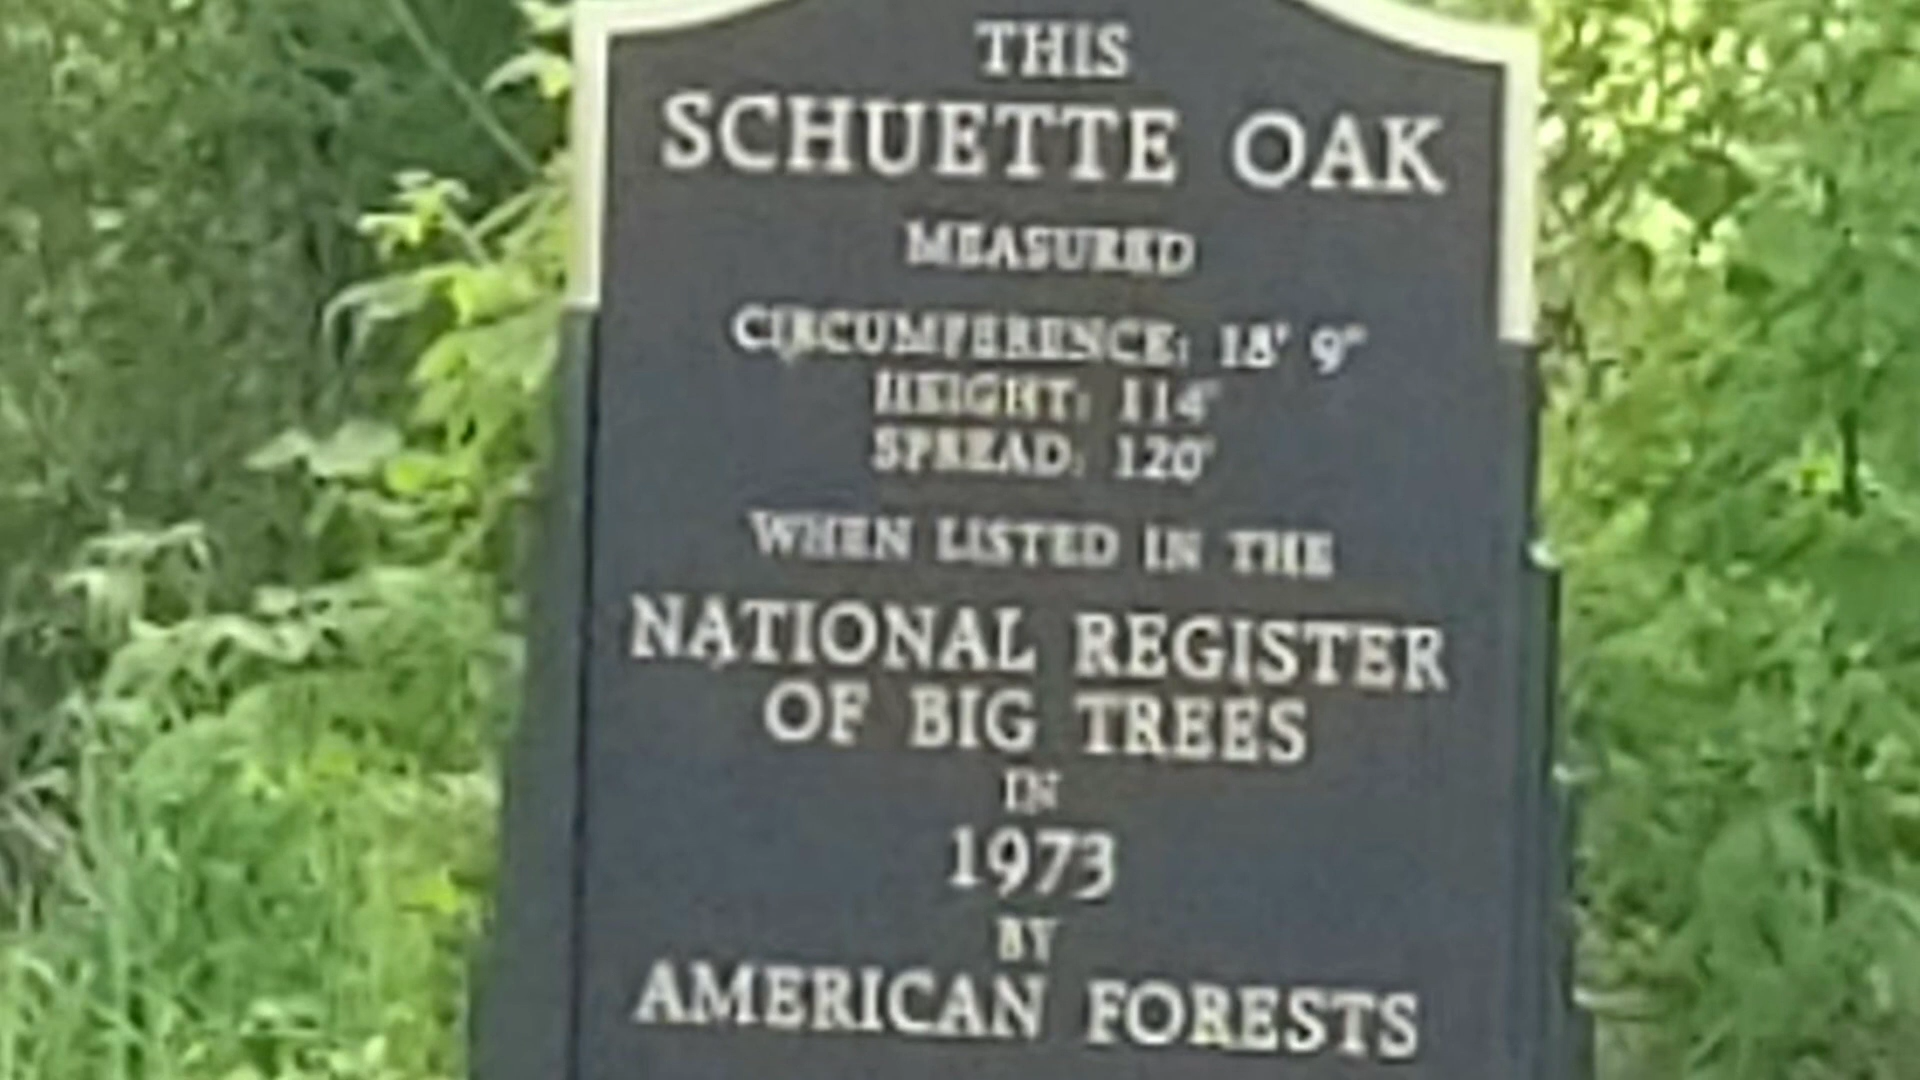 THIS
SCHUETTE OAK
MEASURED
CIRCUMFERENCE: 18' 9"
HEIGHT: 114'
SPREAD: 120'
WHEN LISTED IN THE
NATIONAL REGISTER
OF BIG TREES
IN
1973
BY
AMERICAN FORESTS